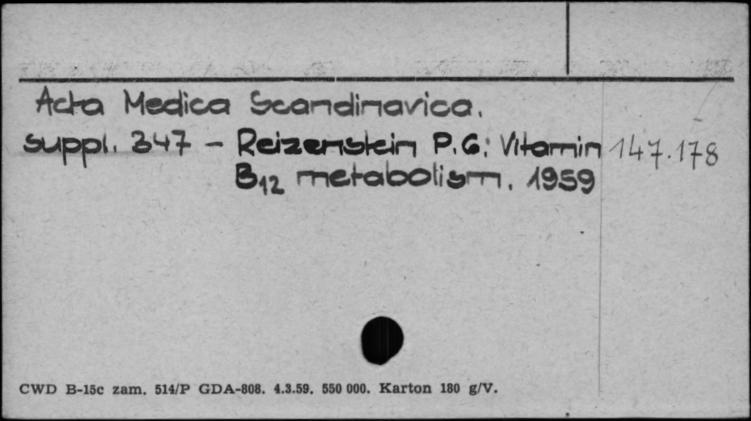 Acta Medica Scandinavica.
suppl. 347 – Reizenstein P.G: Vitamin 147.178
B12 metabolism. 1959
CWD B-15c zam. 514/P GDA-808. 4.3.59. 550 000. Karton 180 g/V.